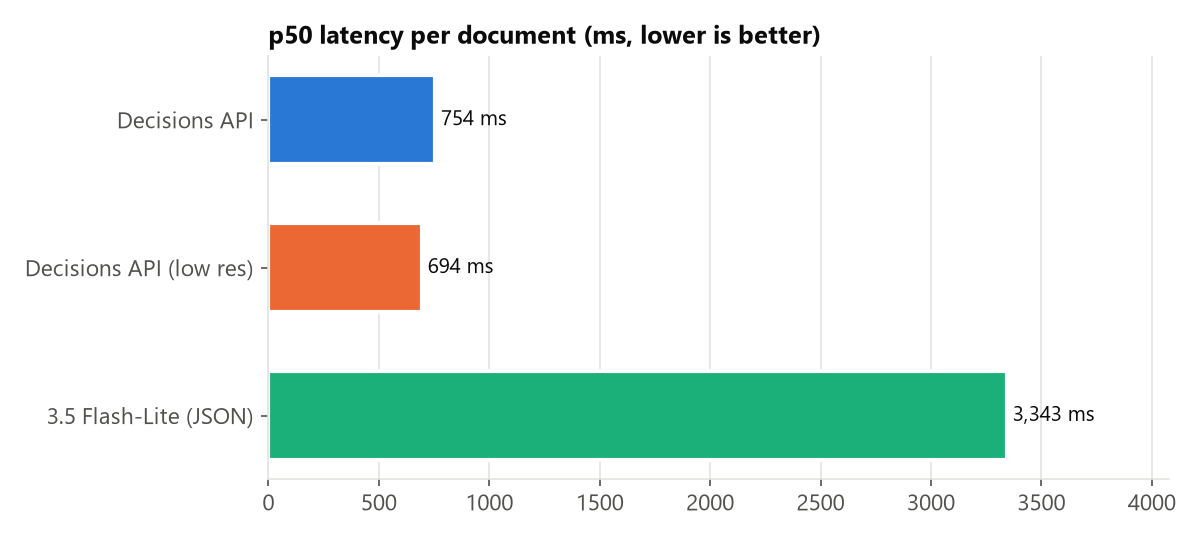 p50 latency per document (ms, lower is better)
Decisions API
754 ms
Decisions API (low res)
694 ms
3.5 Flash-Lite (JSON)
3,343 ms
0 500 1000 1500 2000 2500 3000 3500 4000